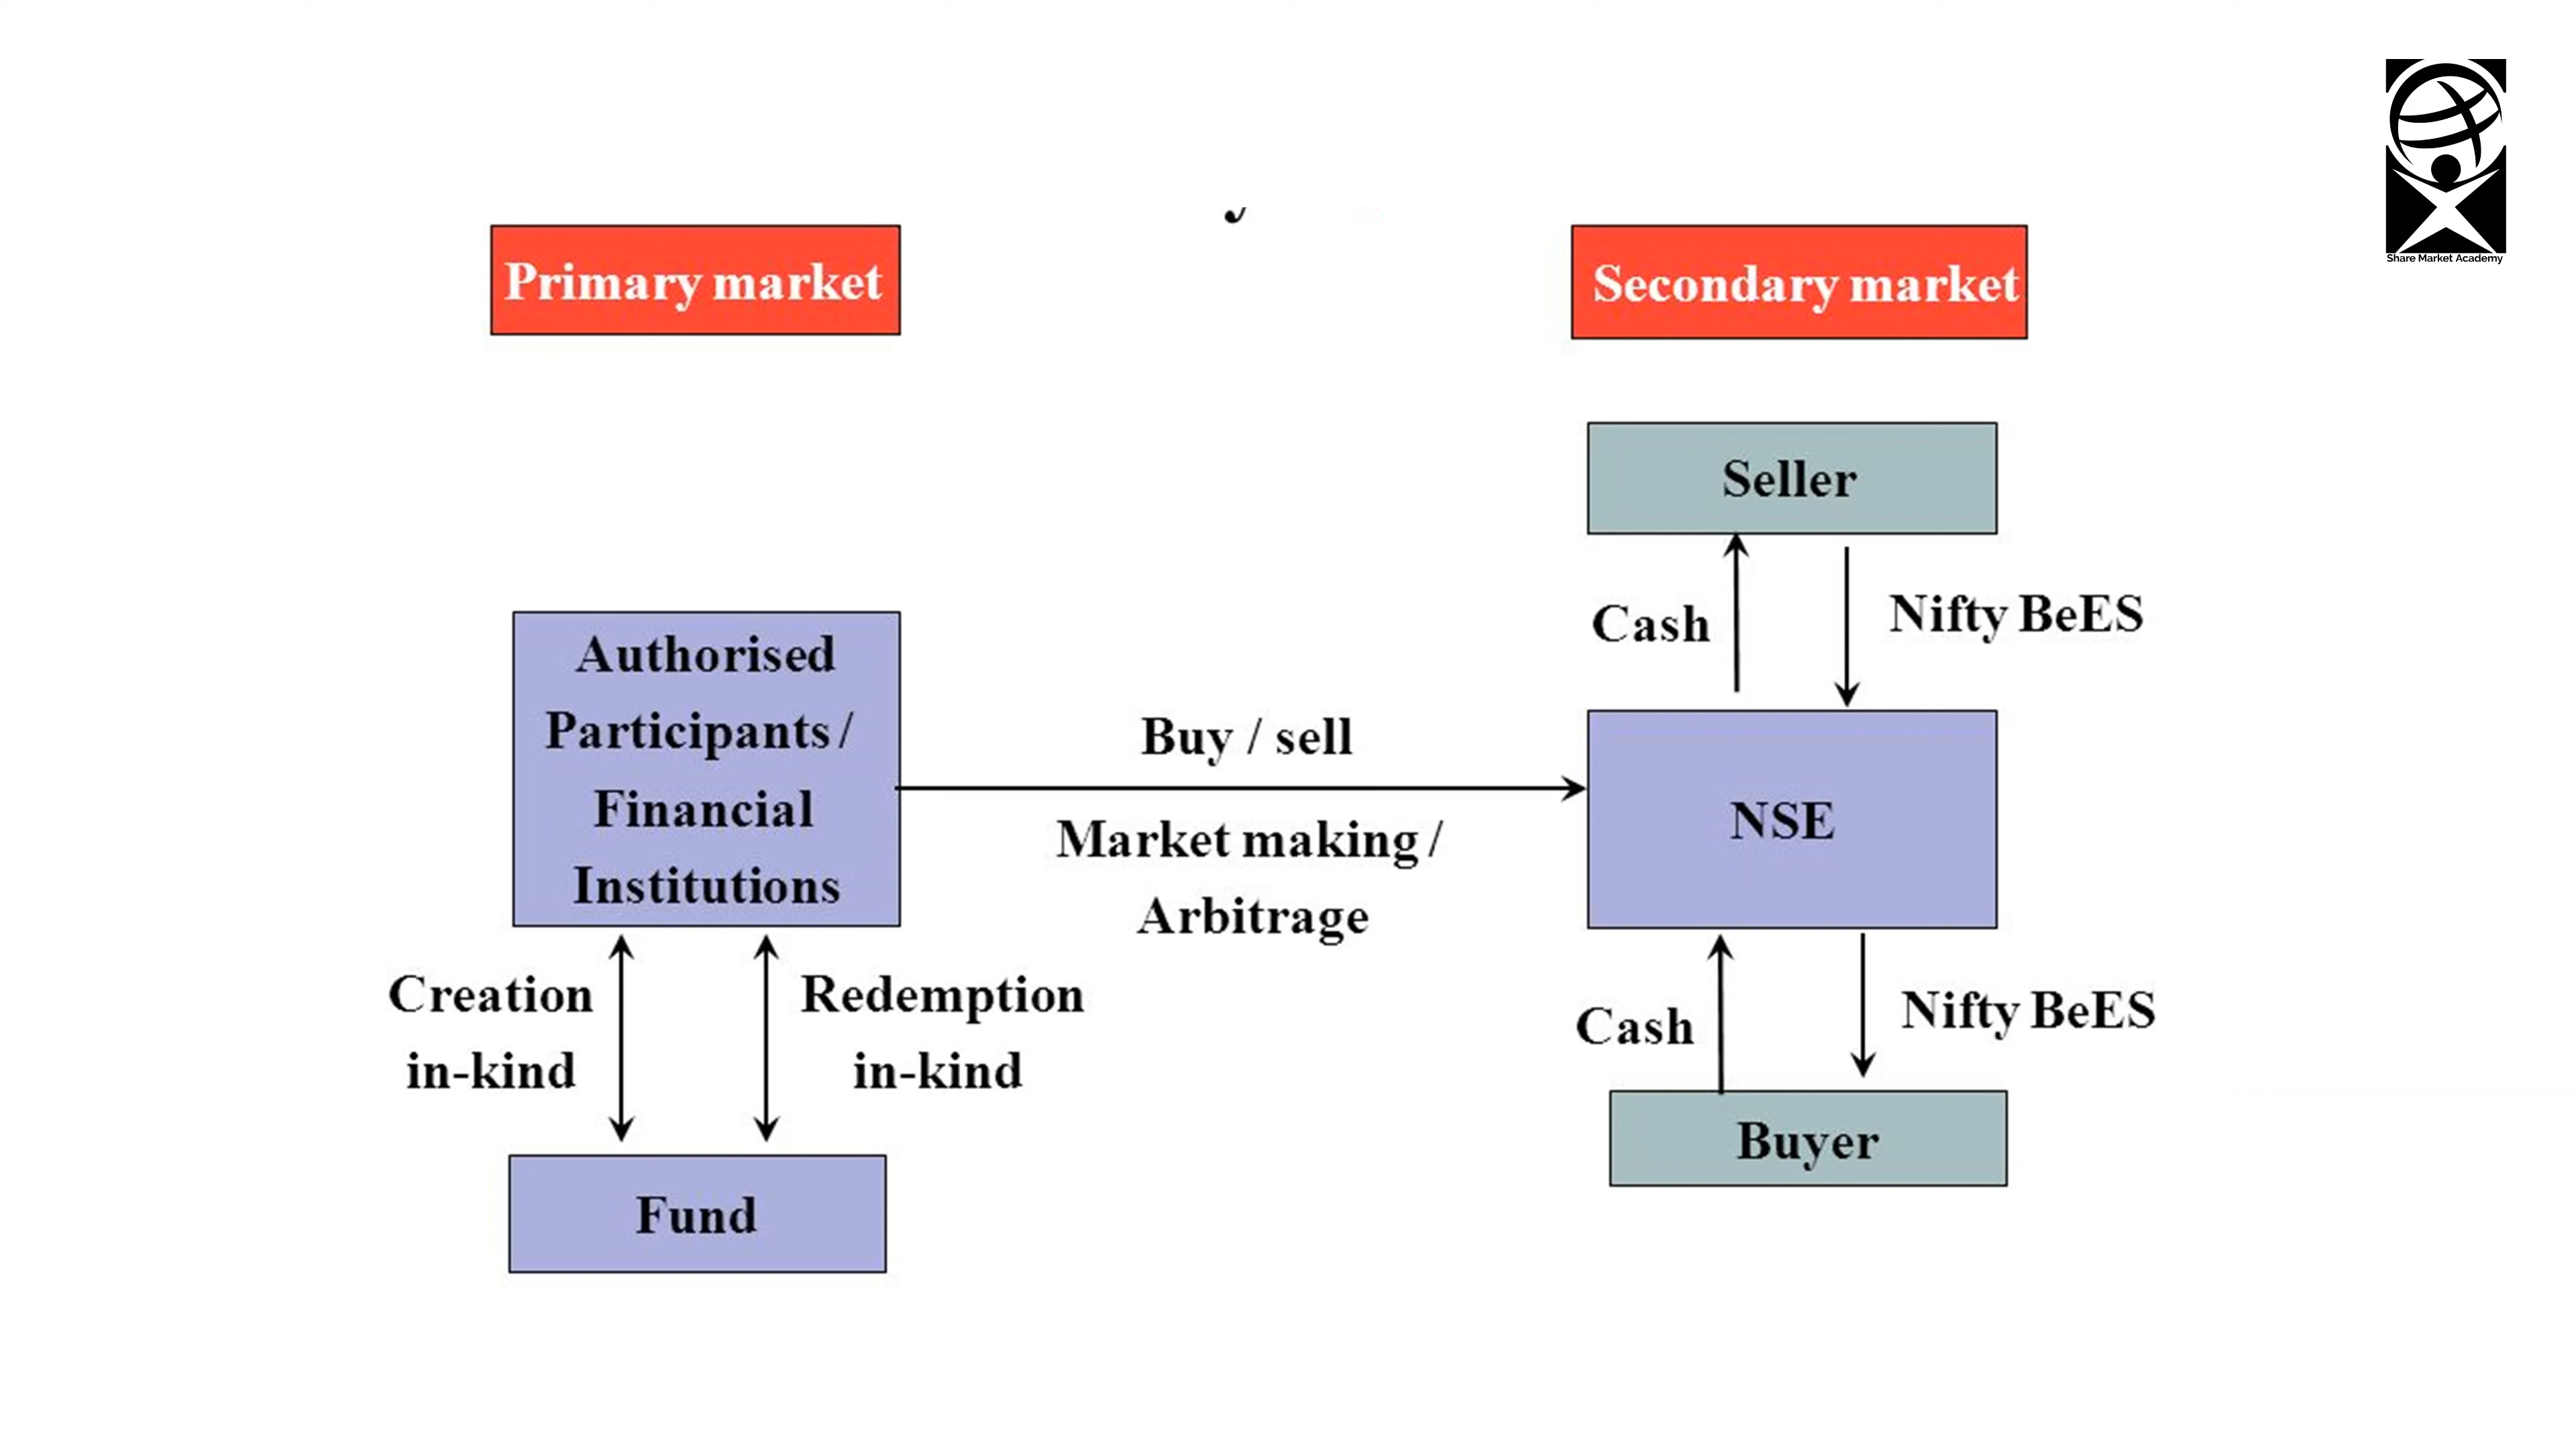 Share Market Academy
Primary market
Secondary market
Seller
Cash
Nifty BeES
Authorised
Participants /
Financial
Institutions
Buy / sell
Market making /
Arbitrage
NSE
Creation
in-kind
Redemption
in-kind
Cash
Nifty BeES
Fund
Buyer